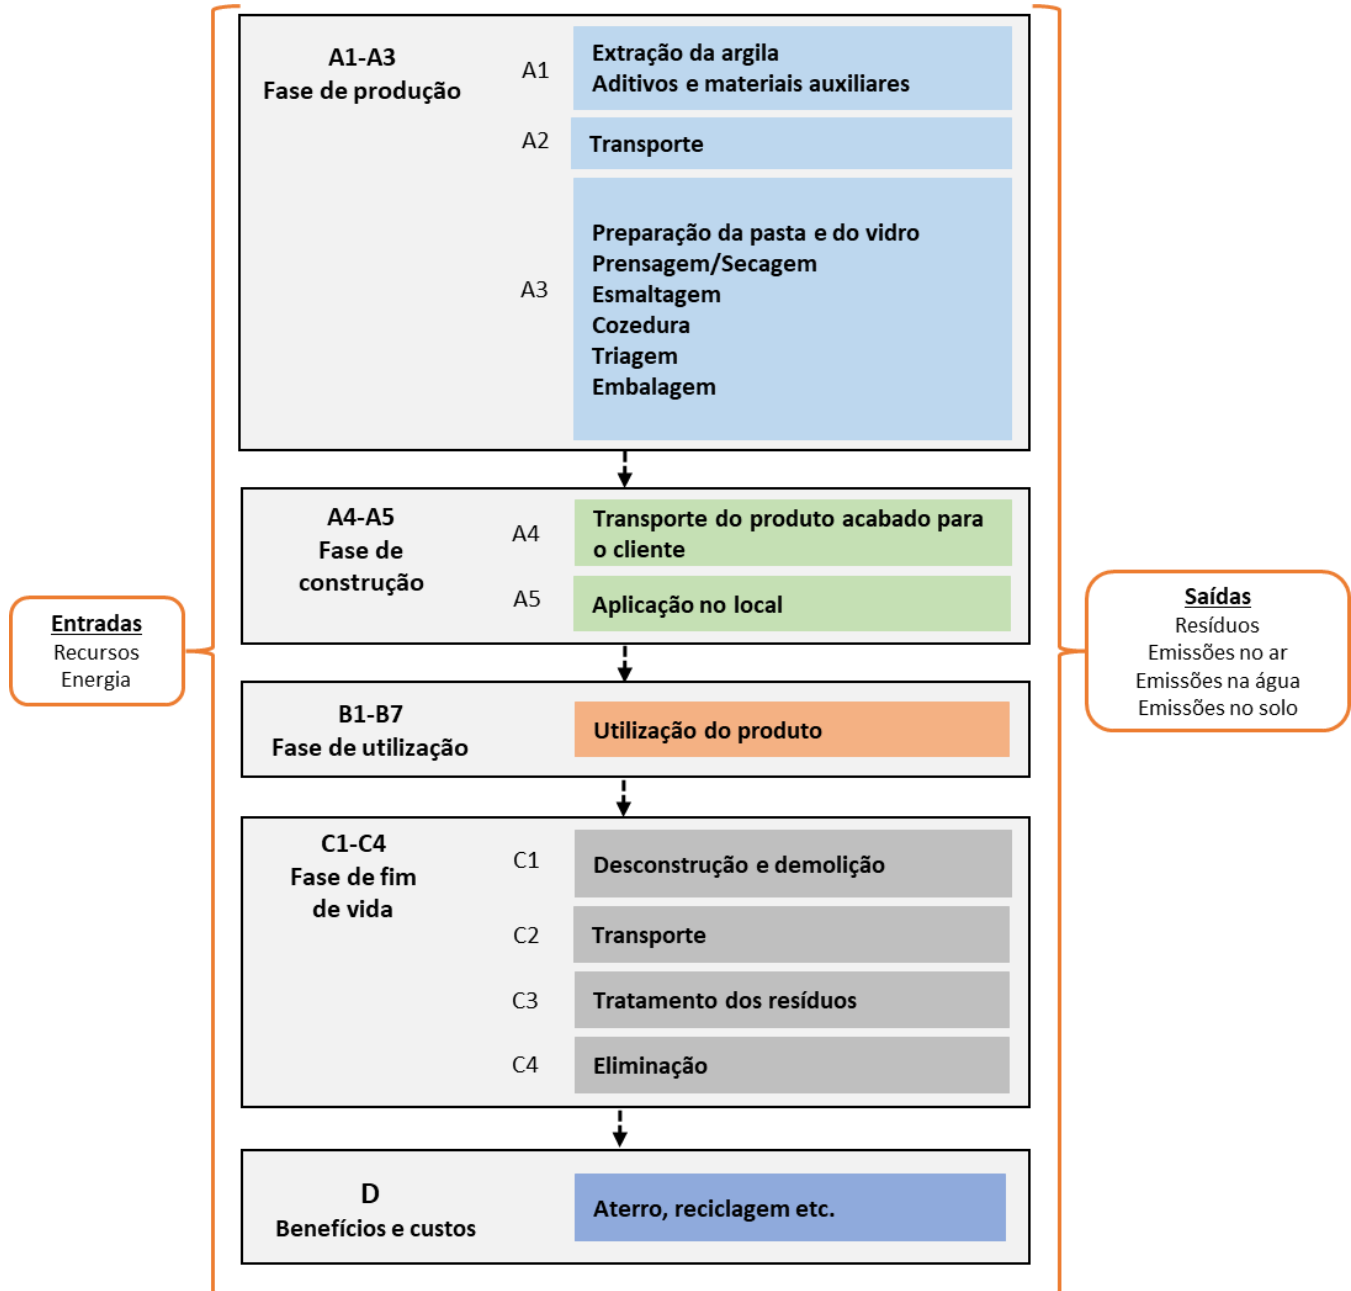 A1-A3
Fase de produção
A1
Extração da argila
Aditivos e materiais auxiliares
A2
Transporte
A3
Preparação da pasta e do vidro
Prensagem/Secagem
Esmaltagem
Cozedura
Triagem
Embalagem
A4-A5
Fase de
construção
A4
Transporte do produto acabado para
o cliente
A5
Aplicação no local
Entradas
Recursos
Energia
Saídas
Resíduos
Emissões no ar
Emissões na água
Emissões no solo
B1-B7
Fase de utilização
Utilização do produto
C1-C4
Fase de fim
de vida
C1
Desconstrução e demolição
C2
Transporte
C3
Tratamento dos resíduos
C4
Eliminação
D
Benefícios e custos
Aterro, reciclagem etc.